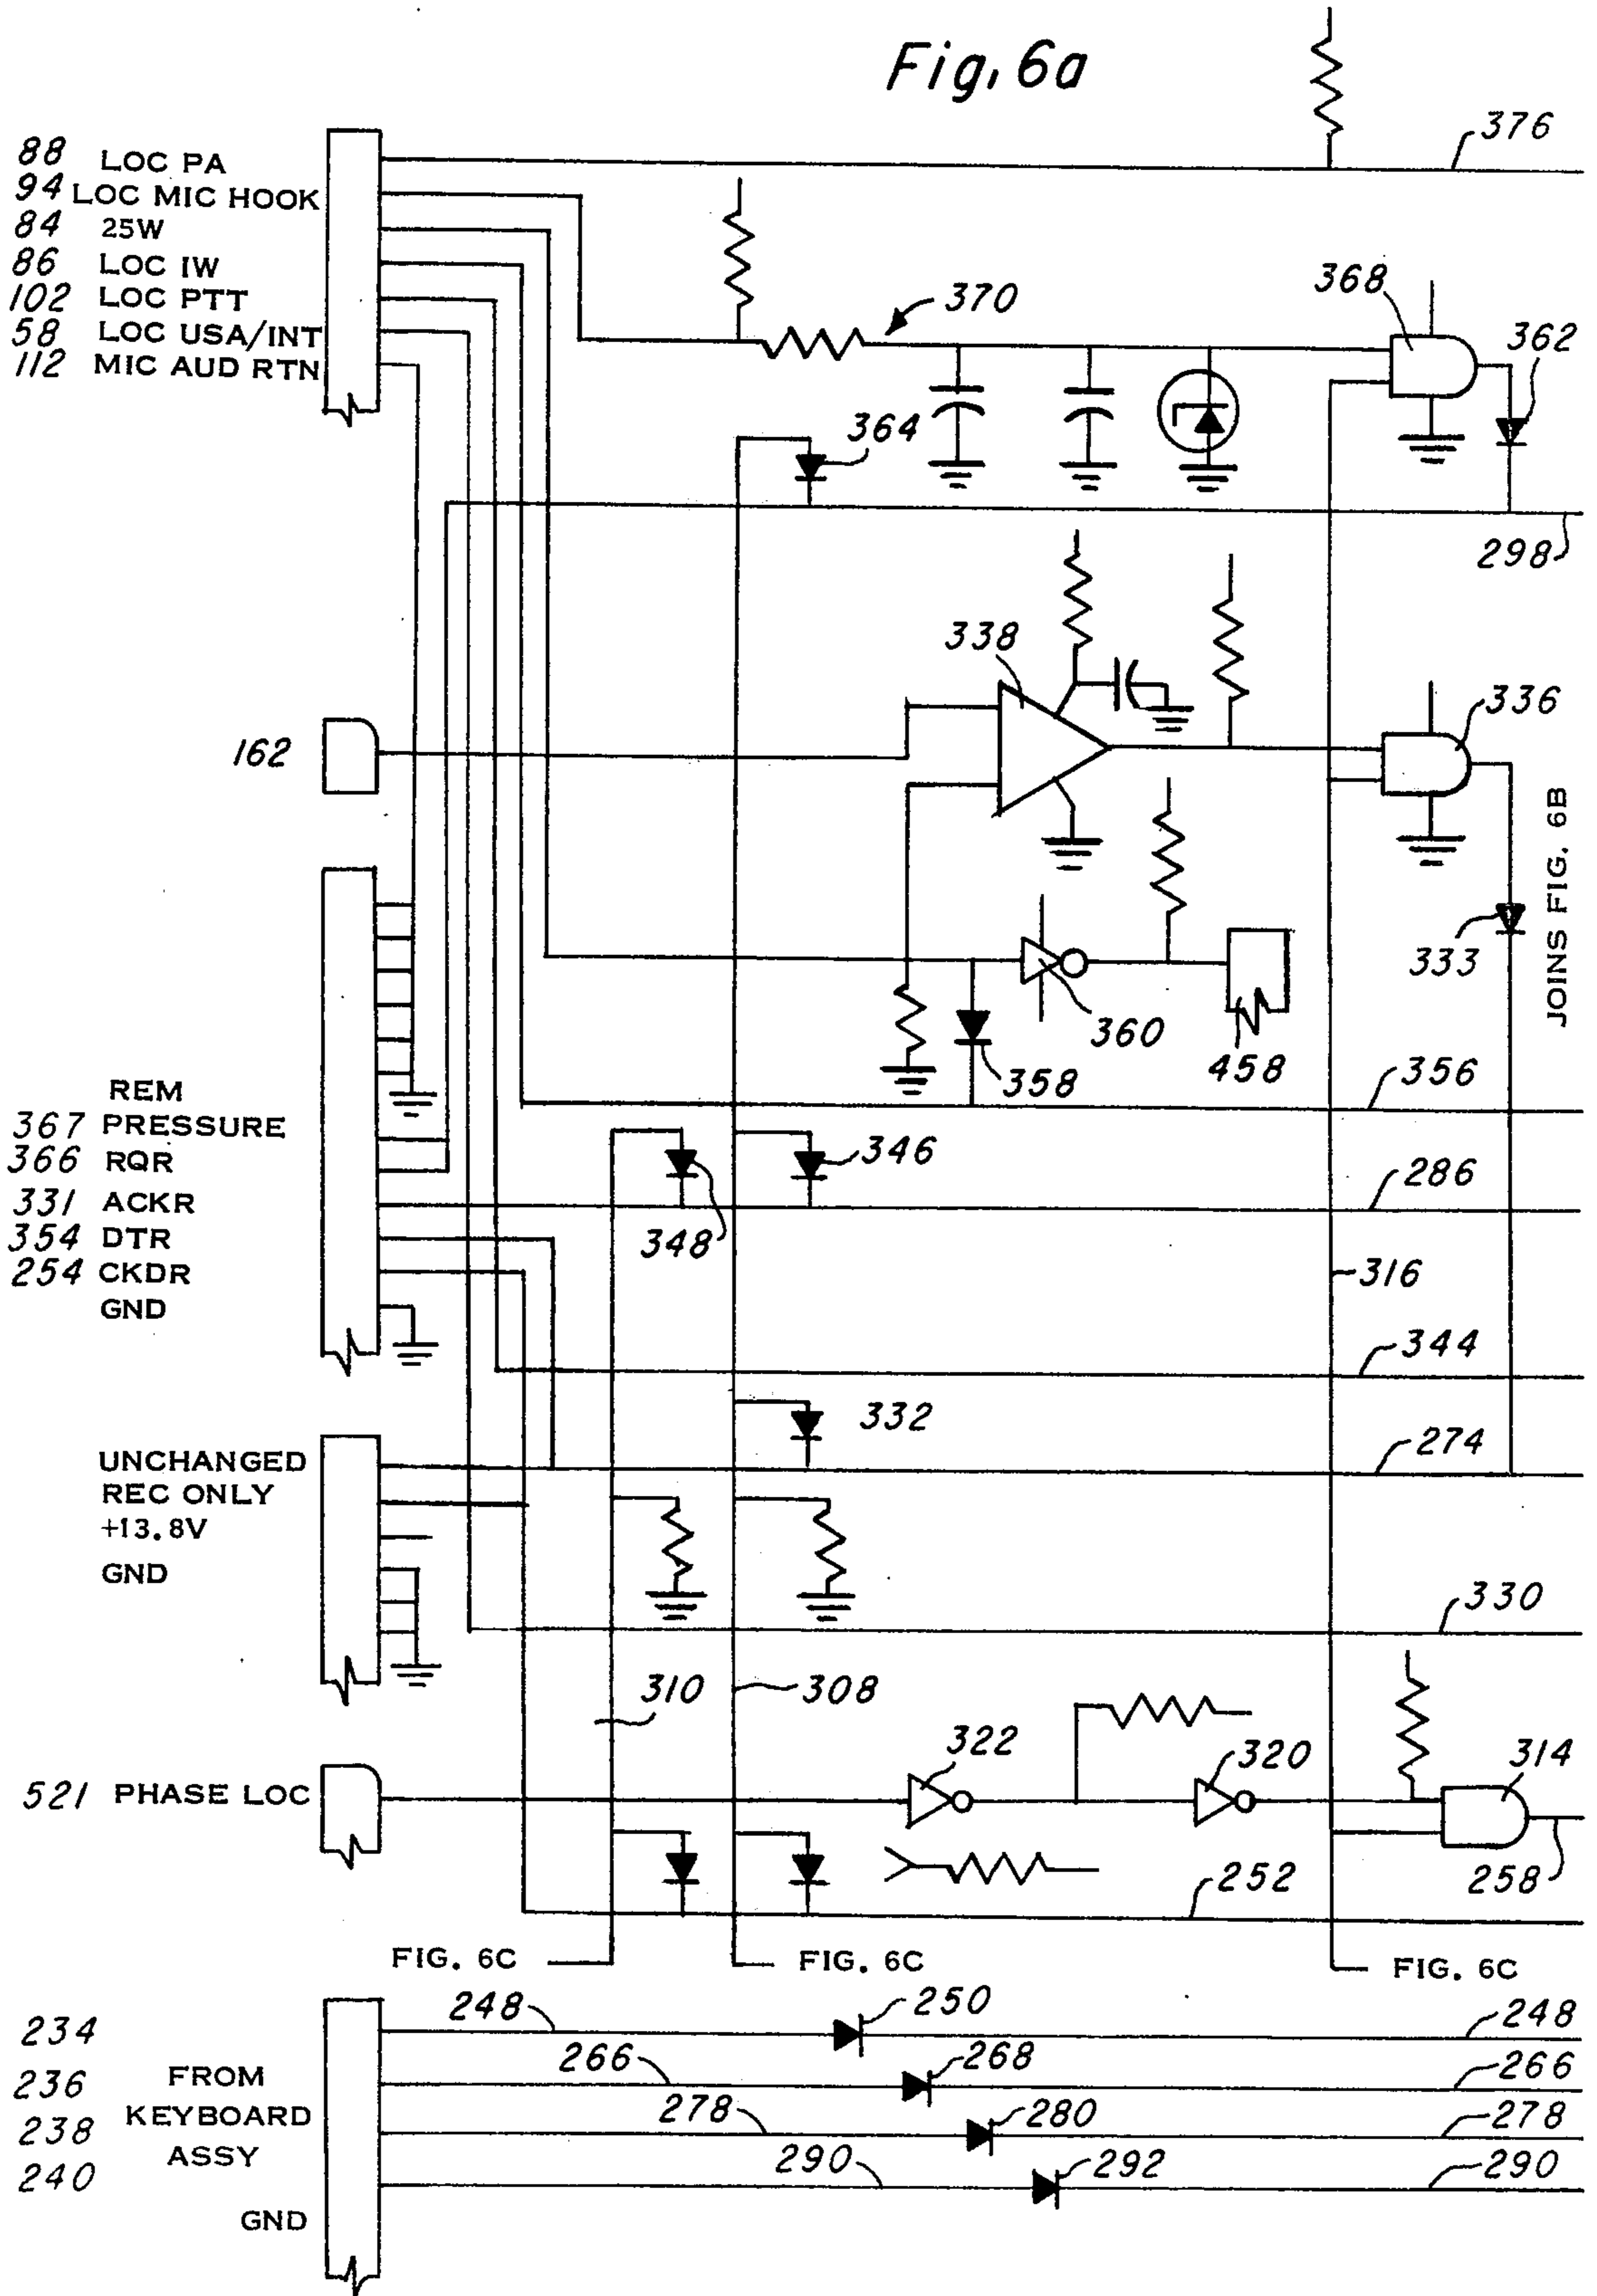 Fig. 6a
376
88 LOC PA
94 LOC MIC HOOK
84 25W
86 LOC IW
102 LOC PTT
58 LOC USA/INT
112 MIC AUD RTN
370
368
362
364
298
338
336
162
JOINS FIG. 6B
333
360
458
358
356
REM
367 PRESSURE
366 RQR
331 ACKR
354 DTR
254 CKDR
GND
346
348
286
316
344
332
274
UNCHANGED
REC ONLY
+13.8V
GND
330
310
308
322
320
314
521 PHASE LOC
258
252
FIG. 6C
FIG. 6C
FIG. 6C
234
248
250
248
236 FROM
266
268
266
238 KEYBOARD
278
280
278
ASSY
240
290
292
290
GND